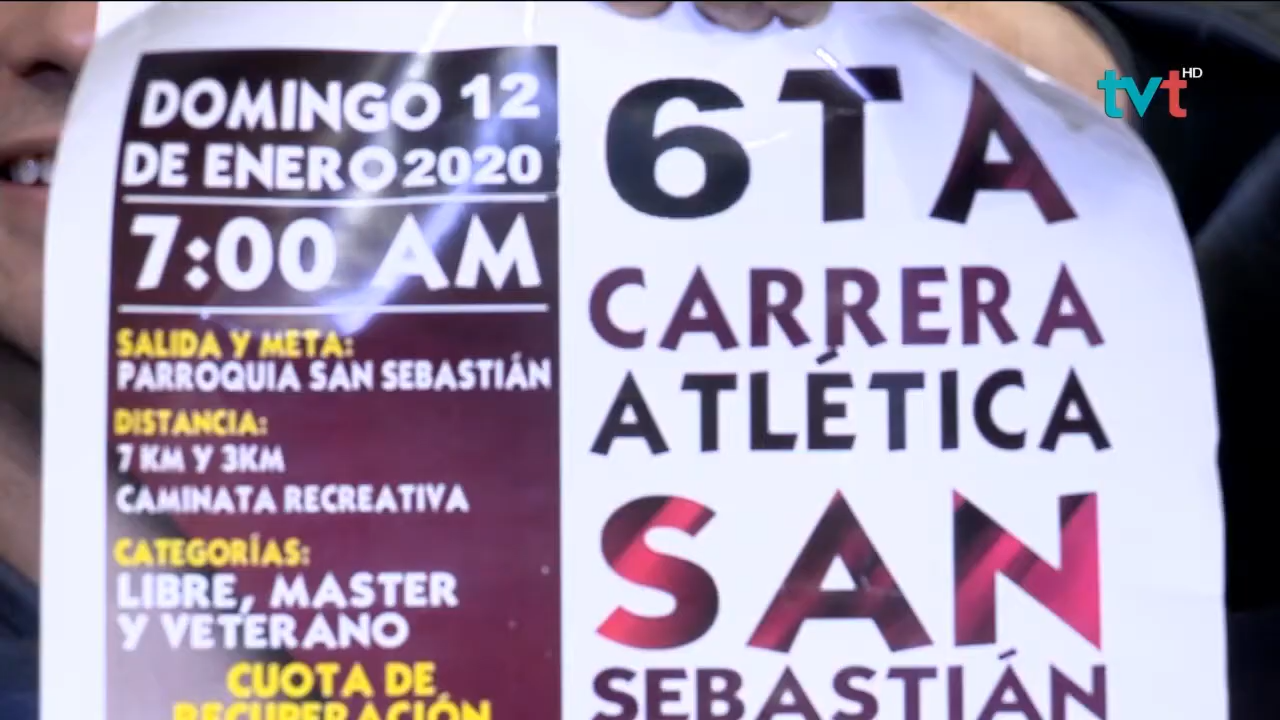 DOMINGO 12
DE ENERO 2020
7:00 AM
SALIDA Y META:
PARROQUIA SAN SEBASTIÁN
DISTANCIA:
7 KM Y 3KM
CAMINATA RECREATIVA
CATEGORÍAS:
LIBRE, MASTER
Y VETERANO
CUOTA DE
RECUPERACIÓN
6TA
CARRERA
ATLÉTICA
SAN
SEBASTIÁN
tvt HD